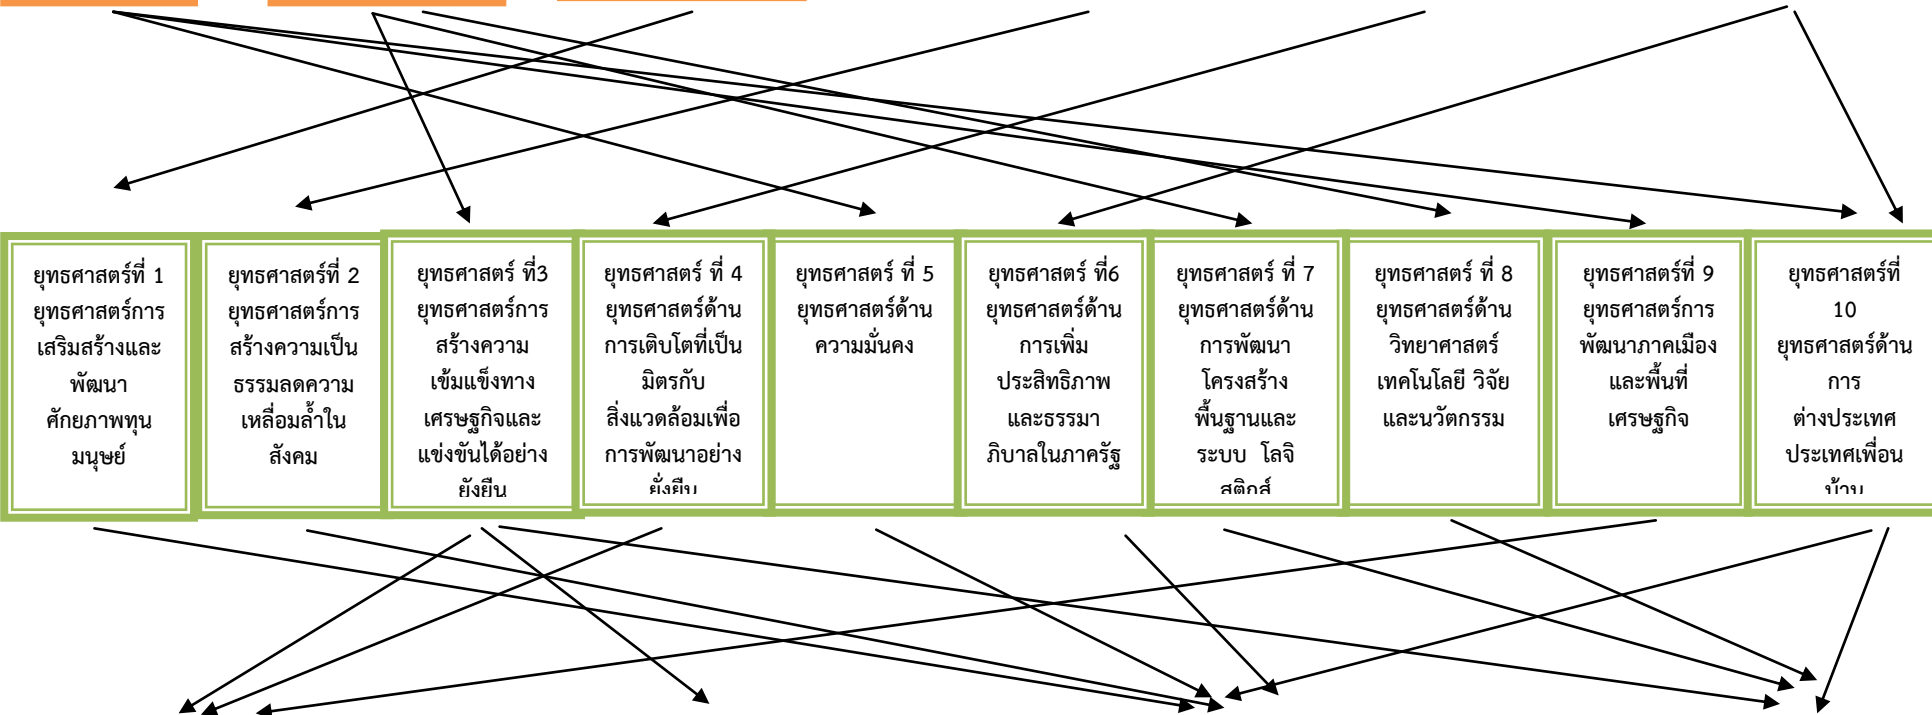 ยุทธศาสตร์ที่ 1
ยุทธศาสตร์การ
เสริมสร้างและ
พัฒนา
ศักยภาพทุน
มนุษย์
ยุทธศาสตร์ที่ 2
ยุทธศาสตร์การ
สร้างความเป็น
ธรรมลดความ
เหลื่อมล้ำใน
สังคม
ยุทธศาสตร์ ที่3
ยุทธศาสตร์การ
สร้างความ
เข้มแข็งทาง
เศรษฐกิจและ
แข่งขันได้อย่าง
ยังยืน
ยุทธศาสตร์ ที่ 4
ยุทธศาสตร์ด้าน
การเติบโตที่เป็น
มิตรกับ
สิ่งแวดล้อมเพื่อ
การพัฒนาอย่าง
ยั่งยืน
ยุทธศาสตร์ ที่ 5
ยุทธศาสตร์ด้าน
ความมั่นคง
ยุทธศาสตร์ ที่6
ยุทธศาสตร์ด้าน
การเพิ่ม
ประสิทธิภาพ
และธรรมา
ภิบาลในภาครัฐ
ยุทธศาสตร์ ที่ 7
ยุทธศาสตร์ด้าน
การพัฒนา
โครงสร้าง
พื้นฐานและ
ระบบ โลจิ
สติกส์
ยุทธศาสตร์ ที่ 8
ยุทธศาสตร์ด้าน
วิทยาศาสตร์
เทคโนโลยี วิจัย
และนวัตกรรม
ยุทธศาสตร์ที่ 9
ยุทธศาสตร์การ
พัฒนาภาคเมือง
และพื้นที่
เศรษฐกิจ
ยุทธศาสตร์ที่
10
ยุทธศาสตร์ด้าน
การ
ต่างประเทศ
ประเทศเพื่อน
บ้าน